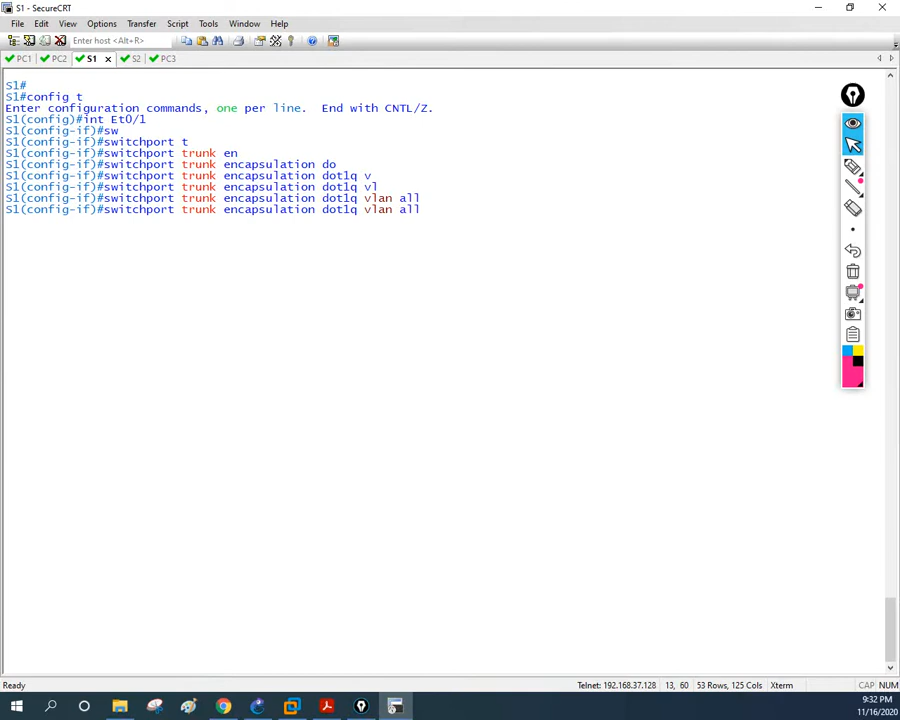 S1 - SecureCRT
File Edit View Options Transfer Script Tools Window Help
Enter host <Alt+R>
PC1 PC2 S1 S2 PC3
S1#
S1#config t
Enter configuration commands, one per line. End with CNTL/Z.
S1(config)#int Et0/1
S1(config-if)#sw
S1(config-if)#switchport t
S1(config-if)#switchport trunk en
S1(config-if)#switchport trunk encapsulation do
S1(config-if)#switchport trunk encapsulation dot1q v
S1(config-if)#switchport trunk encapsulation dot1q vl
S1(config-if)#switchport trunk encapsulation dot1q vlan all
S1(config-if)#switchport trunk encapsulation dot1q vlan all
Ready Telnet: 192.168.37.128 13, 60 53 Rows, 125 Cols Xterm CAP NUM
9:32 PM
11/16/2020